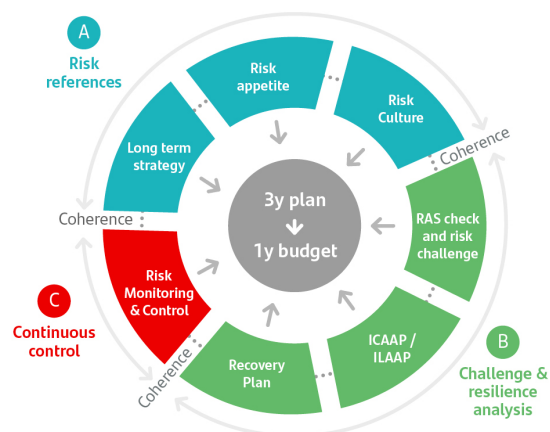 A
Risk
references
Risk
appetite
Risk
Culture
Long term
strategy
Coherence
3y plan
1y budget
RAS check
and risk
challenge
Coherence
Risk
Monitoring
& Control
C
Continuous
control
ICAAP /
ILAAP
Recovery
Plan
Coherence
B
Challenge &
resilience
analysis